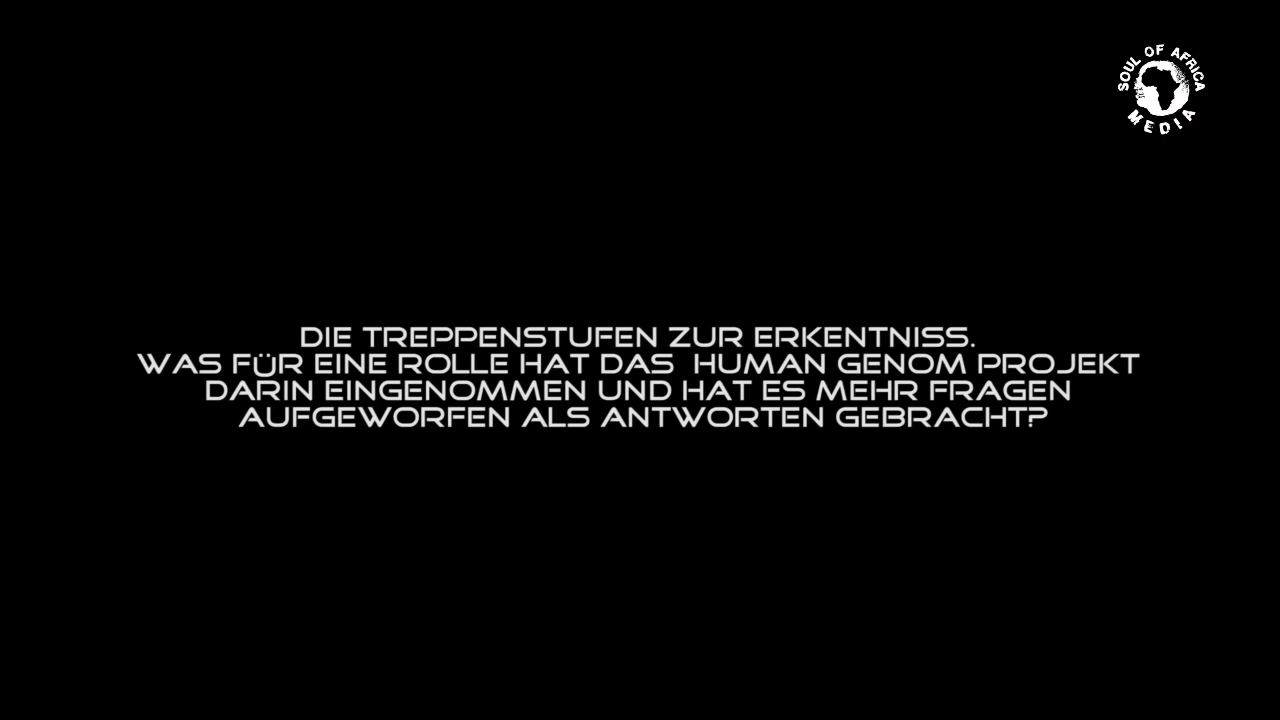 SOUL OF AFRICA
MEDIA
DIE TREPPENSTUFEN ZUR ERKENTNISS.
WAS FÜR EINE ROLLE HAT DAS  HUMAN GENOM PROJEKT
DARIN EINGENOMMEN UND HAT ES MEHR FRAGEN
AUFGEWORFEN ALS ANTWORTEN GEBRACHT?